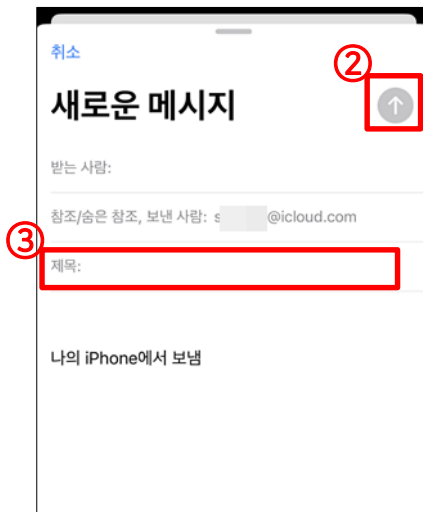 취소
②
새로운 메시지
받는 사람:
참조/숨은 참조, 보낸 사람: s @icloud.com
③
제목:
나의 iPhone에서 보냄